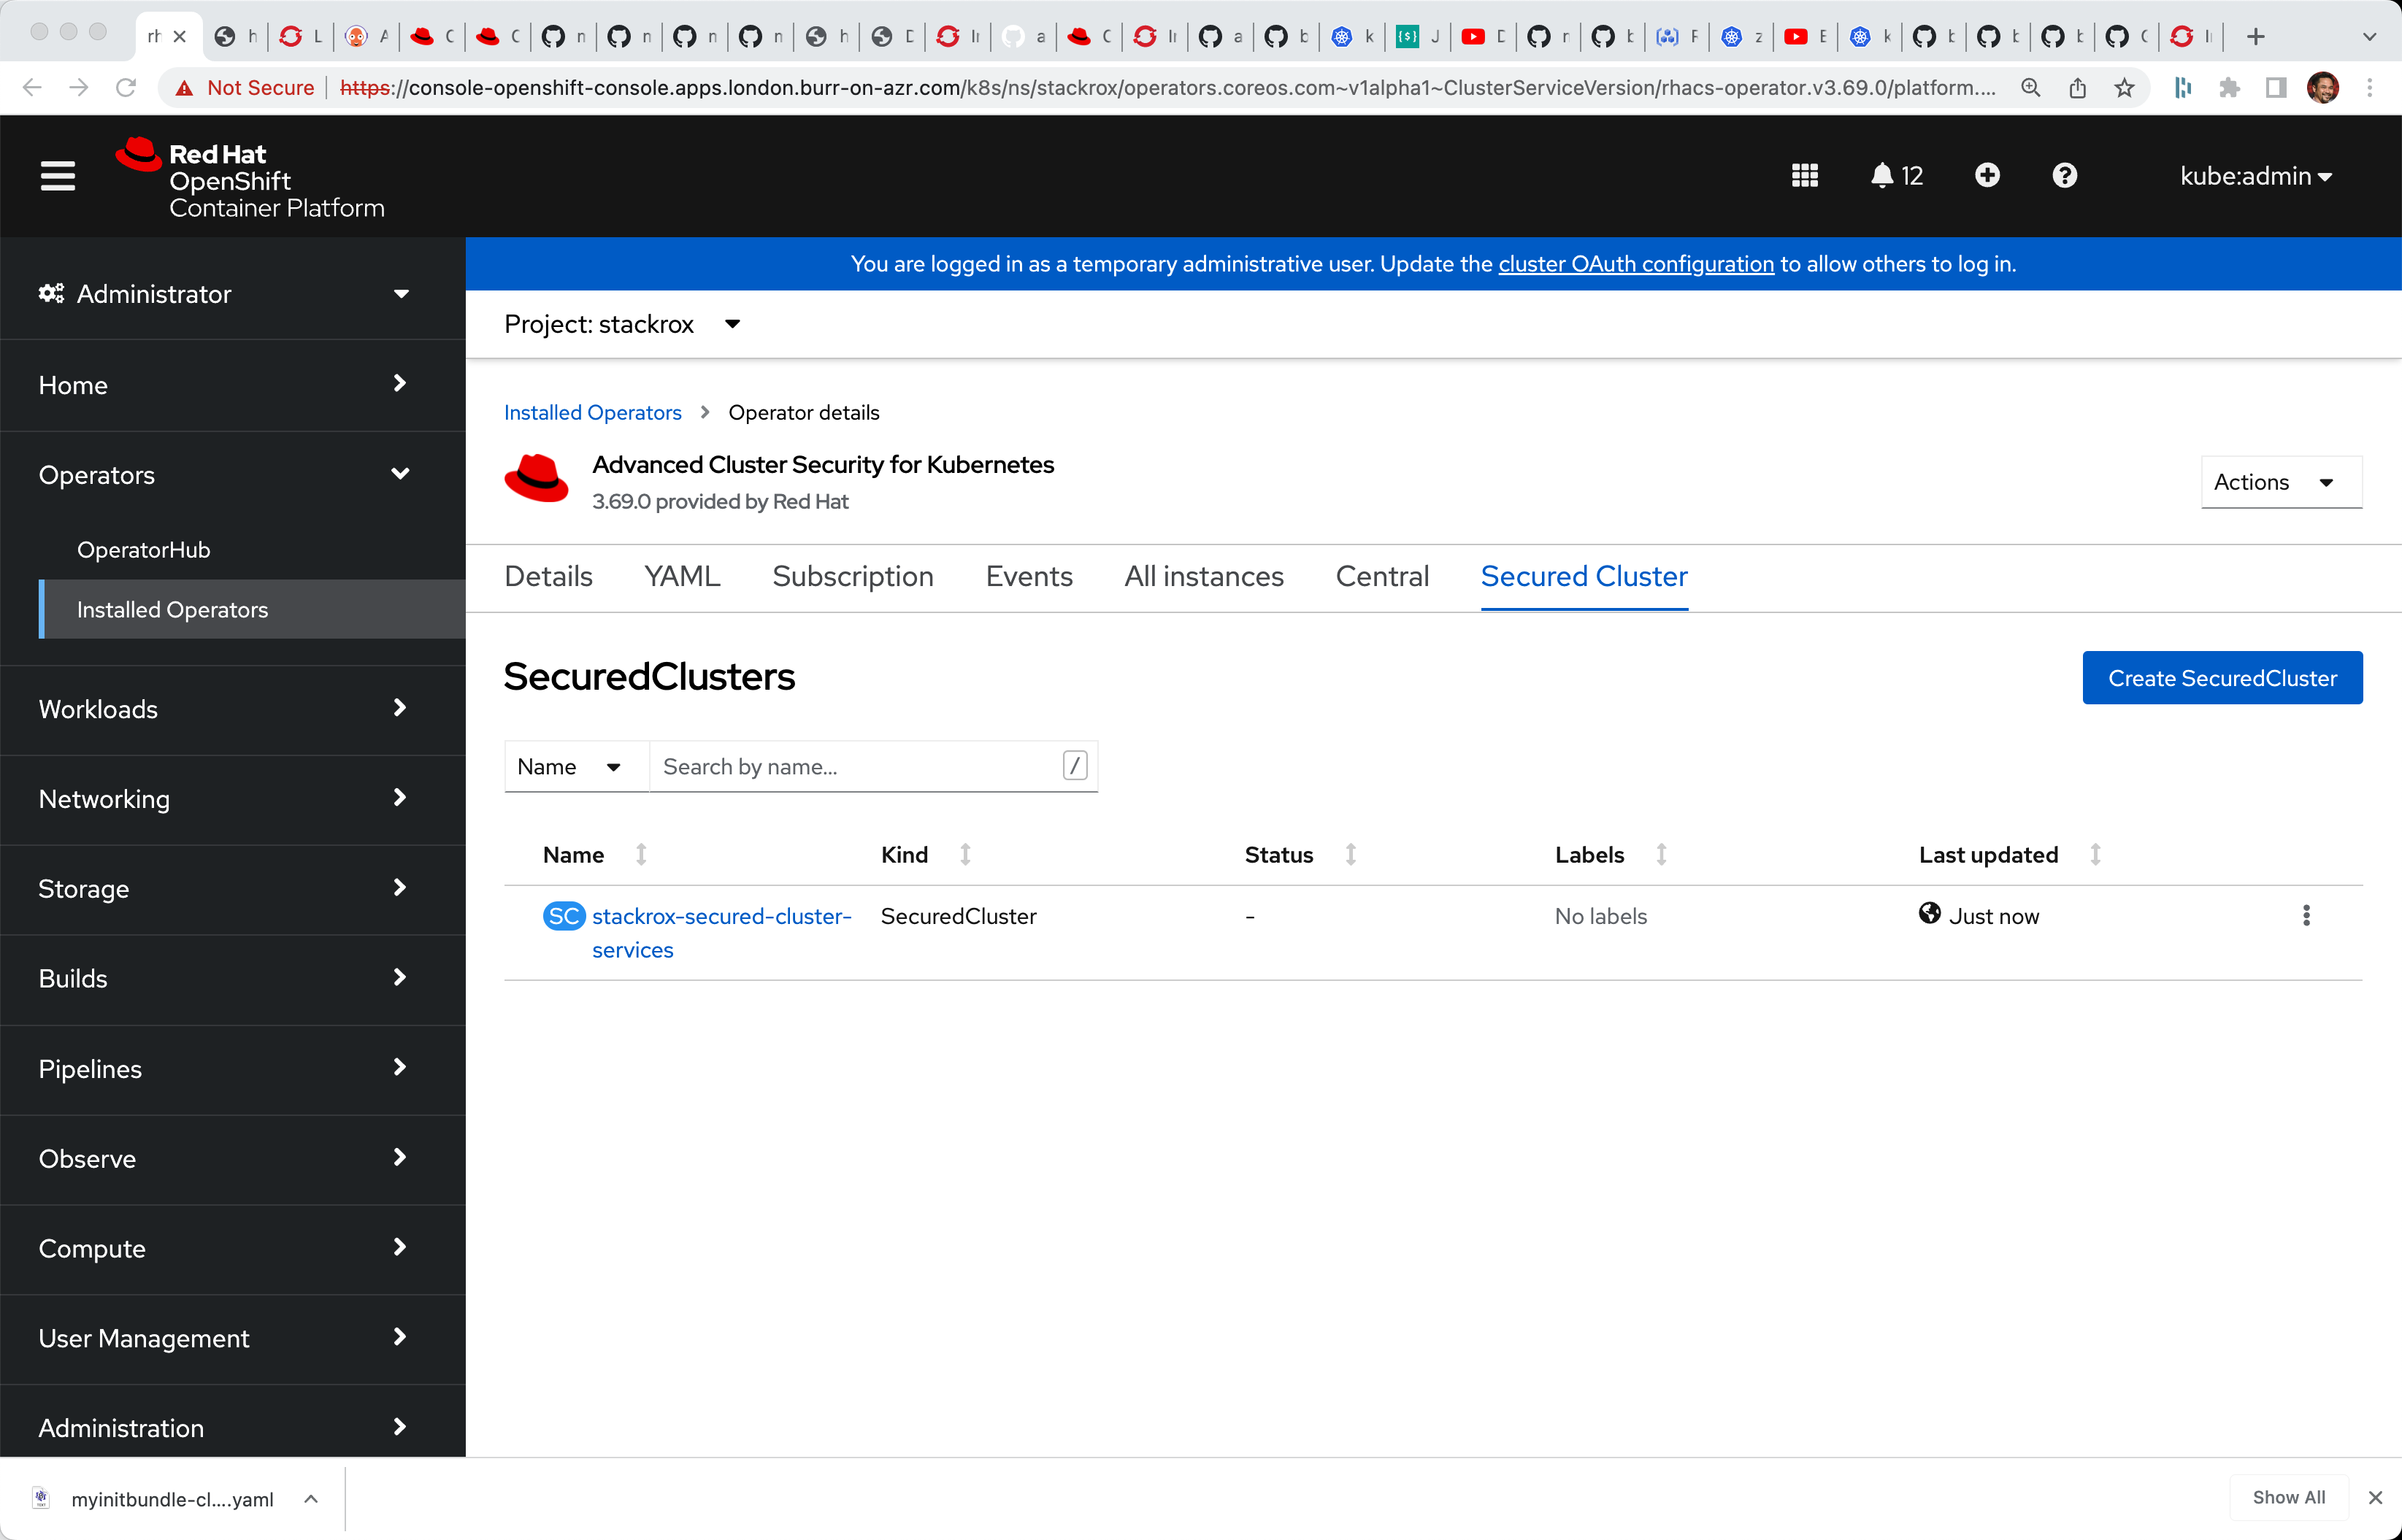 rh
Not Secure
https://console-openshift-console.apps.london.burr-on-azr.com/k8s/ns/stackrox/operators.coreos.com~v1alpha1~ClusterServiceVersion/rhacs-operator.v3.69.0/platform....
Red Hat
OpenShift
Container Platform
12
kube:admin
You are logged in as a temporary administrative user. Update the cluster OAuth configuration to allow others to log in.
Administrator
Project: stackrox
Home
Operators
OperatorHub
Installed Operators
Workloads
Networking
Storage
Builds
Pipelines
Observe
Compute
User Management
Administration
Installed Operators > Operator details
Advanced Cluster Security for Kubernetes
3.69.0 provided by Red Hat
Actions
Details YAML Subscription Events All instances Central Secured Cluster
SecuredClusters
Create SecuredCluster
Name Search by name... /
Name Kind Status Labels Last updated
SC stackrox-secured-cluster- SecuredCluster - No labels Just now
services
myinitbundle-cl....yaml
Show All